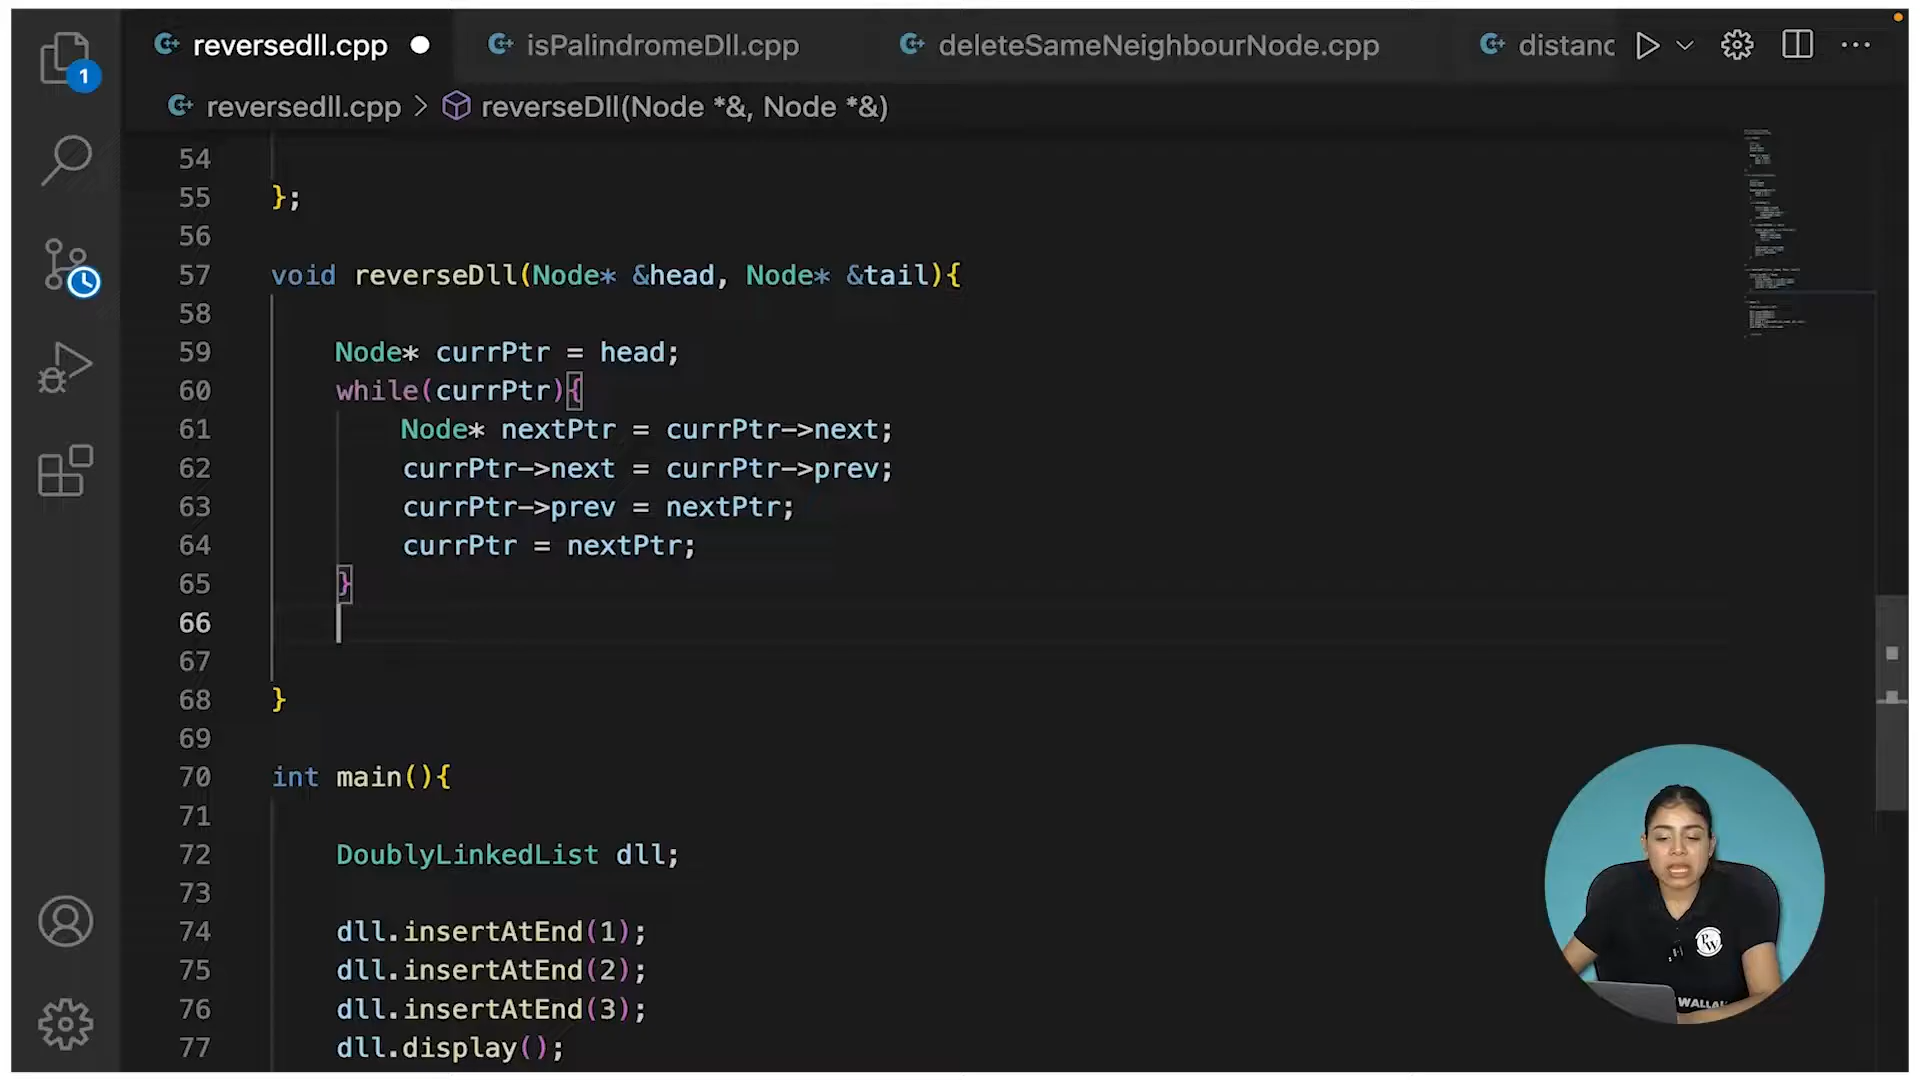 reversedll.cpp
isPalindromeDll.cpp
deleteSameNeighbourNode.cpp
distanc
1
reversedll.cpp > reverseDll(Node *&, Node *&)
54
55 };
56
57 void reverseDll(Node* &head, Node* &tail){
58
59 Node* currPtr = head;
60 while(currPtr){
61 Node* nextPtr = currPtr->next;
62 currPtr->next = currPtr->prev;
63 currPtr->prev = nextPtr;
64 currPtr = nextPtr;
65 }
66
67
68 }
69
70 int main(){
71
72 DoublyLinkedList dll;
73
74 dll.insertAtEnd(1);
75 dll.insertAtEnd(2);
76 dll.insertAtEnd(3);
77 dll.display();
PW
WALLA